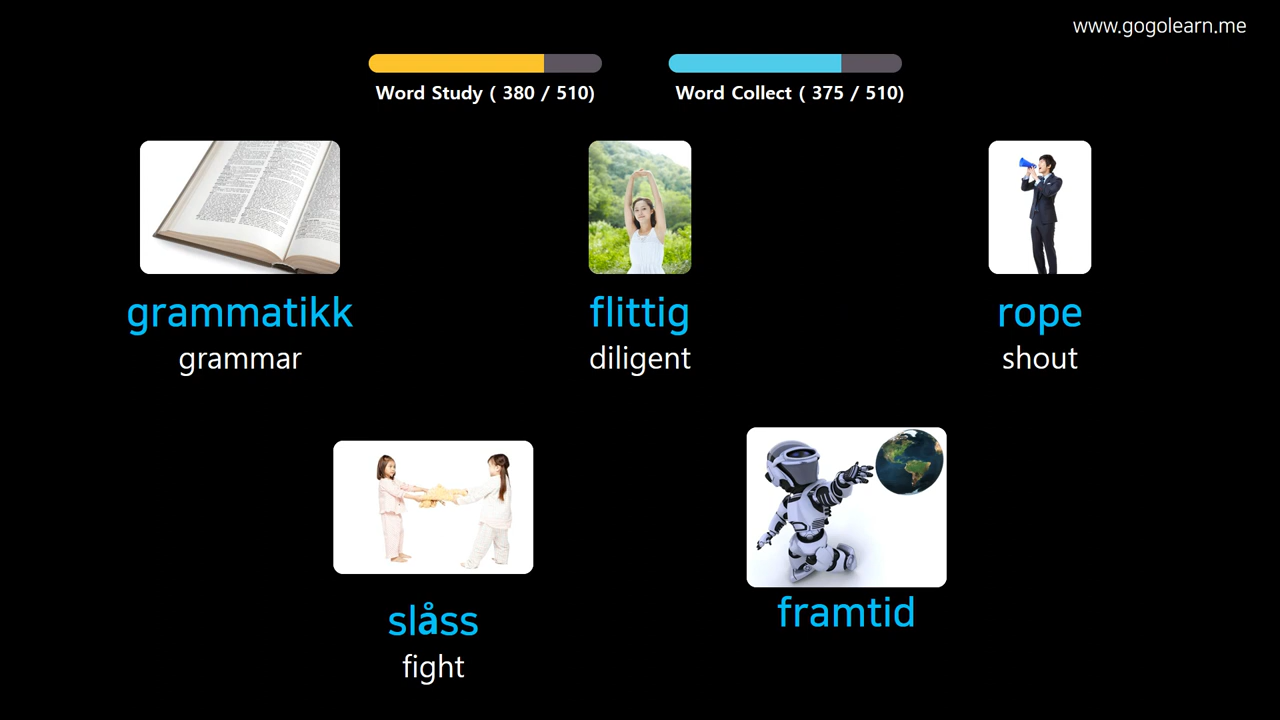 www.gogolearn.me
Word Study ( 380 / 510)
Word Collect ( 375 / 510)
grammatikk
grammar
flittig
diligent
rope
shout
slåss
fight
framtid